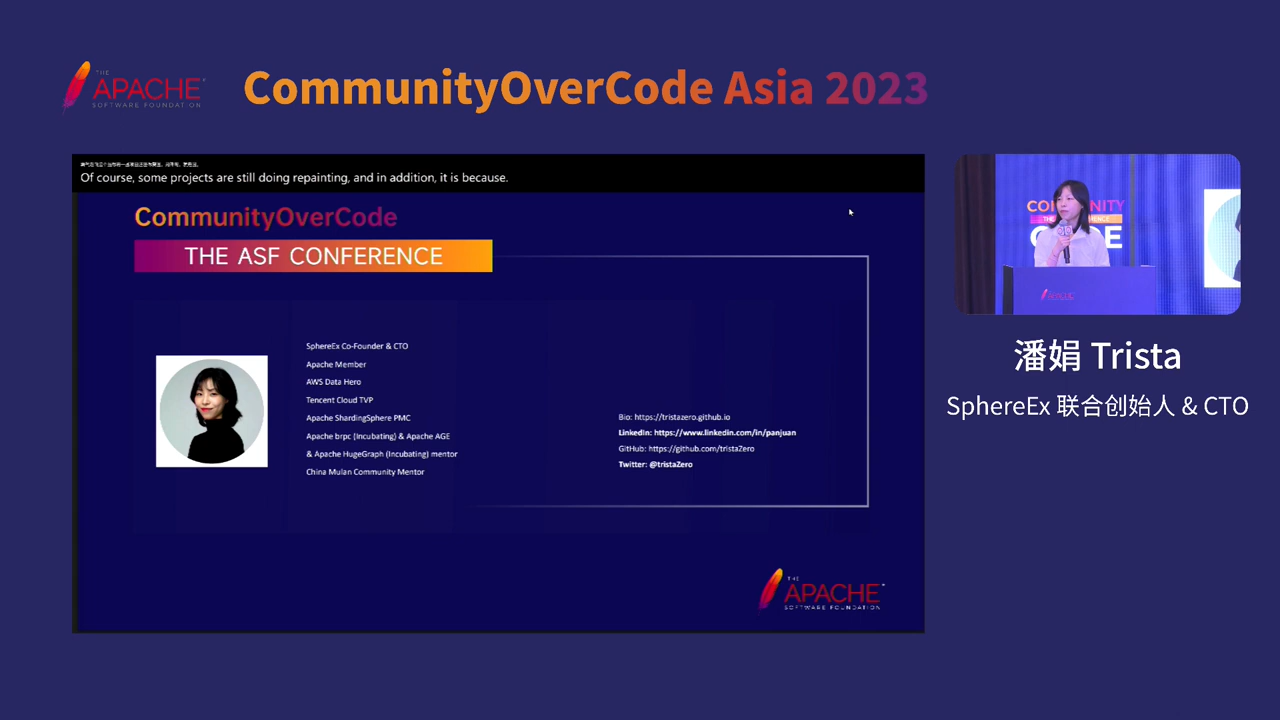 THE
APACHE
SOFTWARE FOUNDATION
CommunityOverCode Asia 2023
Of course, some projects are still doing repainting, and in addition, it is because.
CommunityOverCode
THE ASF CONFERENCE
SphereEx Co-Founder & CTO
Apache Member
AWS Data Hero
Tencent Cloud TVP
Apache ShardingSphere PMC
Apache brpc (Incubating) & Apache AGE
& Apache HugeGraph (Incubating) mentor
China Mulan Community Mentor
Bio: https://tristazero.github.io
LinkedIn: https://www.linkedin.com/in/panjuan
GitHub: https://github.com/tristaZero
Twitter: @tristaZero
THE
APACHE
SOFTWARE FOUNDATION
APACHE
潘娟 Trista
SphereEx 联合创始人 & CTO